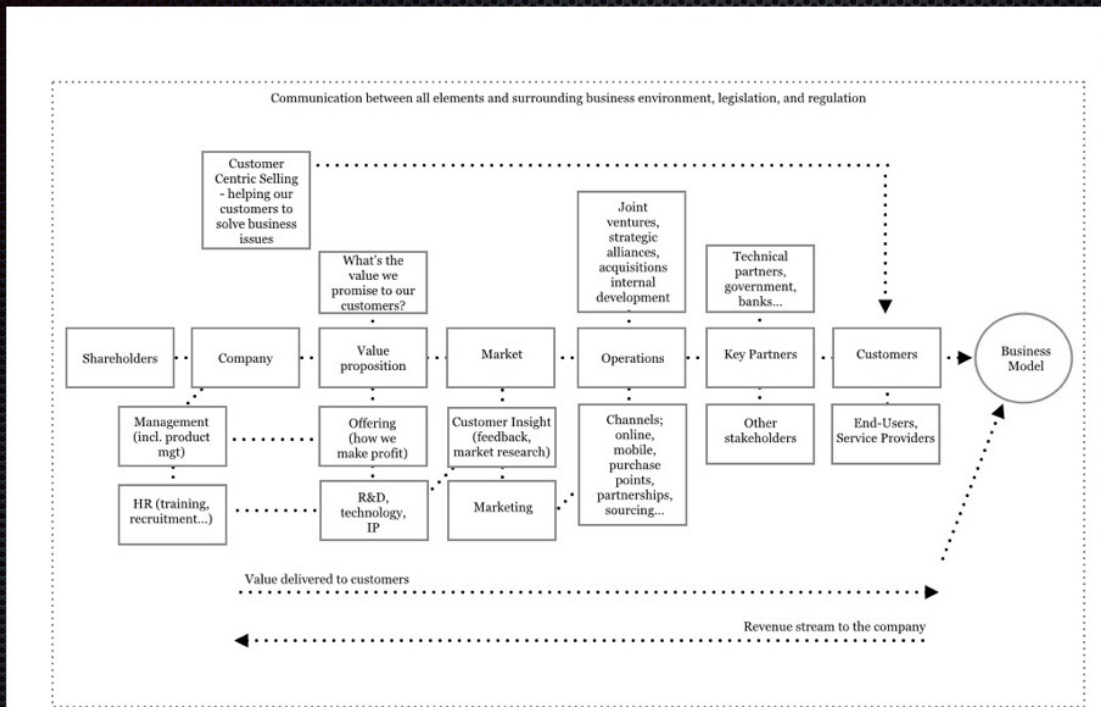 Communication between all elements and surrounding business environment, legislation, and regulation
Customer
Centric Selling
- helping our
customers to
solve business
issues
What's the
value we
promise to our
customers?
Joint
ventures,
strategic
alliances,
acquisitions
internal
development
Technical
partners,
government,
banks...
Shareholders
Company
Value
proposition
Market
Operations
Key Partners
Customers
Business
Model
Management
(incl. product
mgt)
Offering
(how we
make profit)
Customer Insight
(feedback,
market research)
Channels;
online,
mobile,
purchase
points,
partnerships,
sourcing...
Other
stakeholders
End-Users,
Service Providers
HR (training,
recruitment...)
R&D,
technology,
IP
Marketing
Value delivered to customers
Revenue stream to the company